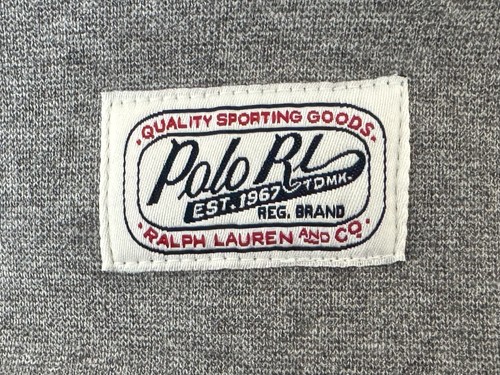 ·QUALITY SPORTING GOODS·
Polo RL
EST. 1967 TDMK.
REG. BRAND
·RALPH LAUREN AND CO.·